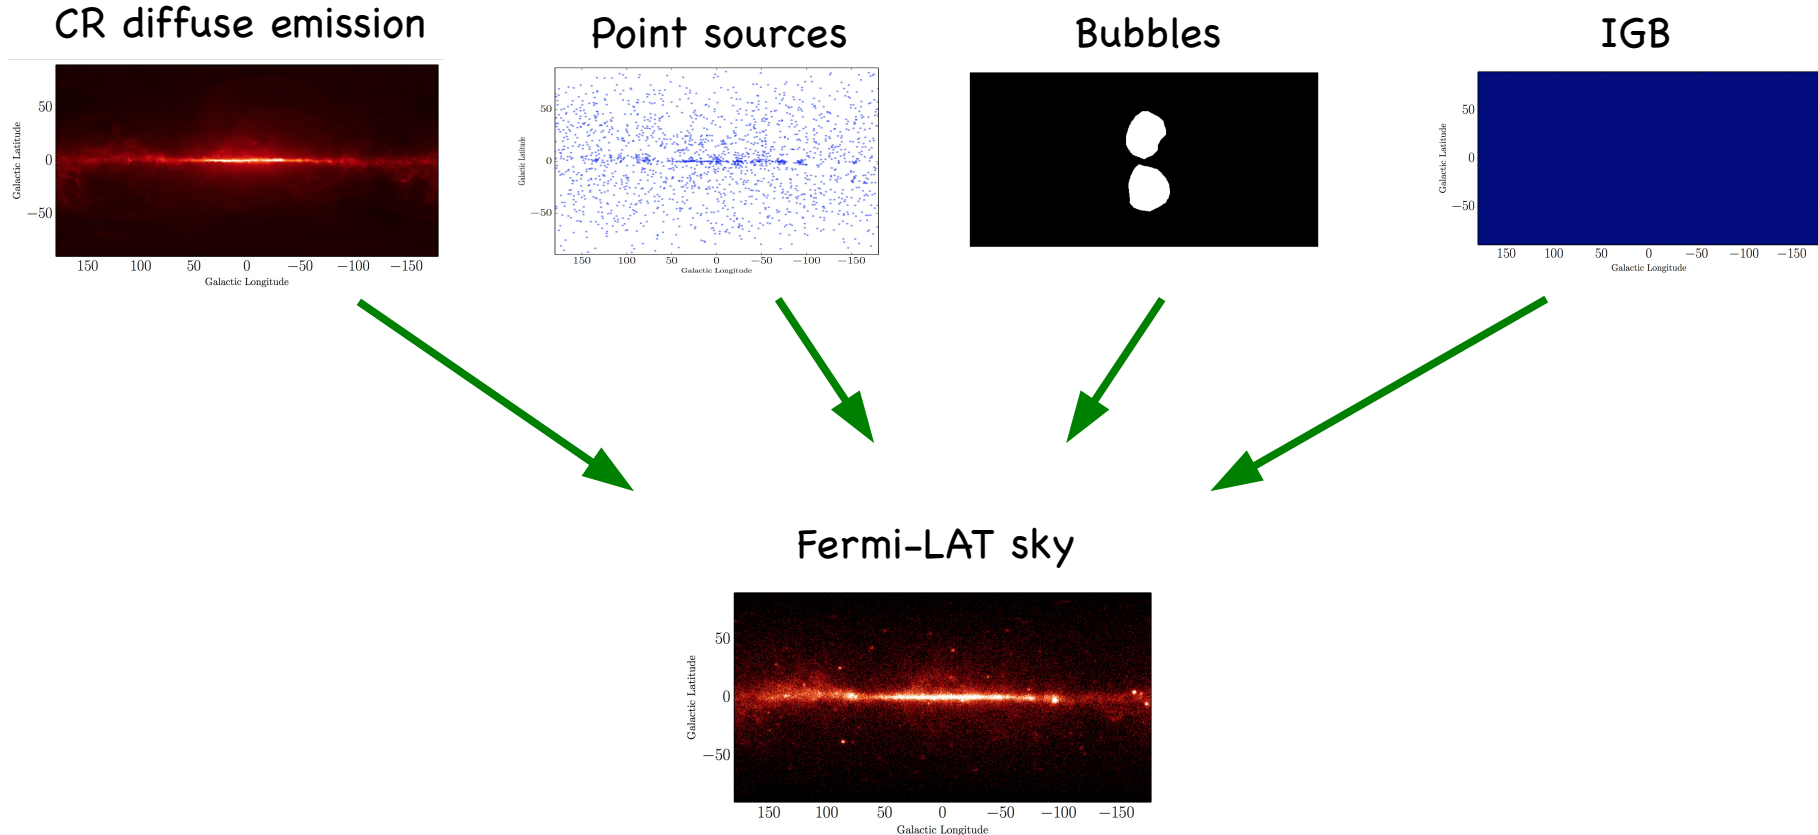 CR diffuse emission
Point sources
Bubbles
IGB
50
0
−50
150 100 50 0 −50 −100 −150
Galactic Longitude
Galactic Latitude
50
0
−50
150 100 50 0 −50 −100 −150
Galactic Longitude
Galactic Latitude
50
0
−50
150 100 50 0 −50 −100 −150
Galactic Longitude
Galactic Latitude
Fermi-LAT sky
50
0
−50
150 100 50 0 −50 −100 −150
Galactic Longitude
Galactic Latitude